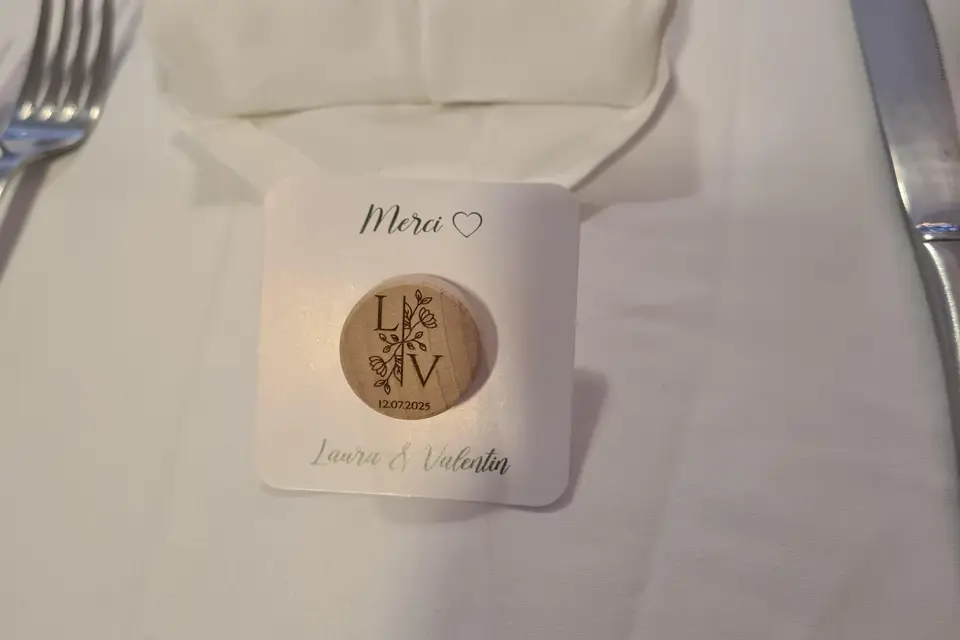 Merci ♡
L
V
12.07.2025
Laura & Valentin